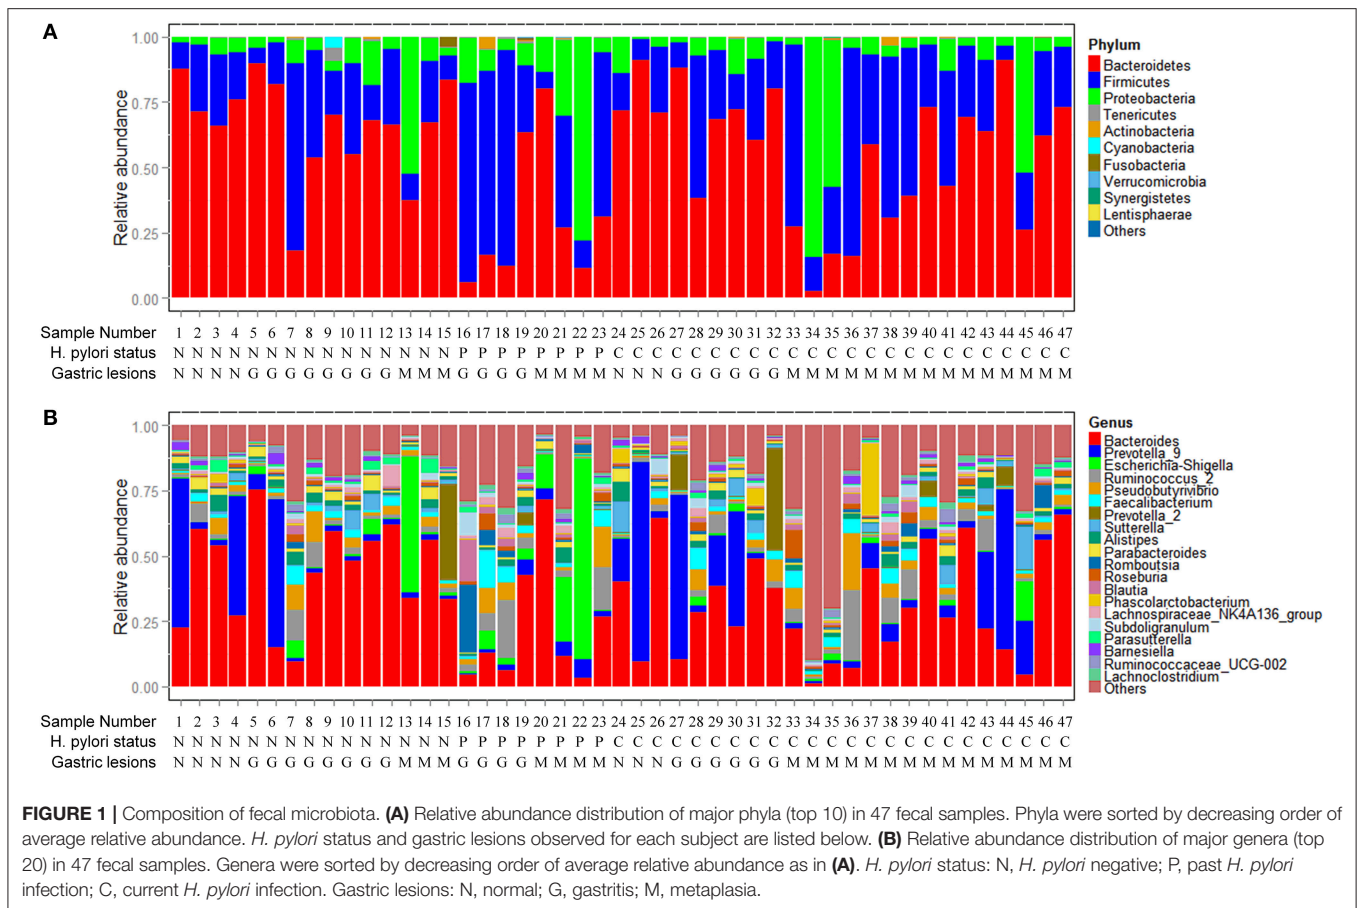 A
1.00
0.75
0.50
0.25
0.00
Relative abundance
Phylum
Bacteroidetes
Firmicutes
Proteobacteria
Tenericutes
Actinobacteria
Cyanobacteria
Fusobacteria
Verrucomicrobia
Synergistetes
Lentisphaerae
Others
Sample Number 1 2 3 4 5 6 7 8 9 10 11 12 13 14 15 16 17 18 19 20 21 22 23 24 25 26 27 28 29 30 31 32 33 34 35 36 37 38 39 40 41 42 43 44 45 46 47
H. pylori status N N N N N N N N N N N N N N N P P P P P P P P C C C C C C C C C C C C C C C C C C C C C C C C
Gastric lesions N N N N G G G G G G G G M M M G G G G M M M M N N N G G G G G G M M M M M M M M M M M M M M M
B
1.00
0.75
0.50
0.25
0.00
Relative abundance
Genus
Bacteroides
Prevotella_9
Escherichia-Shigella
Ruminococcus_2
Pseudobutyrivibrio
Faecalibacterium
Prevotella_2
Sutterella
Alistipes
Parabacteroides
Romboutsia
Roseburia
Blautia
Phascolarctobacterium
Lachnospiraceae_NK4A136_group
Subdoligranulum
Parasutterella
Barnesiella
Ruminococcaceae_UCG-002
Lachnoclostridium
Others
Sample Number 1 2 3 4 5 6 7 8 9 10 11 12 13 14 15 16 17 18 19 20 21 22 23 24 25 26 27 28 29 30 31 32 33 34 35 36 37 38 39 40 41 42 43 44 45 46 47
H. pylori status N N N N N N N N N N N N N N N P P P P P P P P C C C C C C C C C C C C C C C C C C C C C C C C
Gastric lesions N N N N G G G G G G G G M M M G G G G M M M M N N N G G G G G G M M M M M M M M M M M M M M M
FIGURE 1 | Composition of fecal microbiota. (A) Relative abundance distribution of major phyla (top 10) in 47 fecal samples. Phyla were sorted by decreasing order of
average relative abundance. H. pylori status and gastric lesions observed for each subject are listed below. (B) Relative abundance distribution of major genera (top
20) in 47 fecal samples. Genera were sorted by decreasing order of average relative abundance as in (A). H. pylori status: N, H. pylori negative; P, past H. pylori
infection; C, current H. pylori infection. Gastric lesions: N, normal; G, gastritis; M, metaplasia.